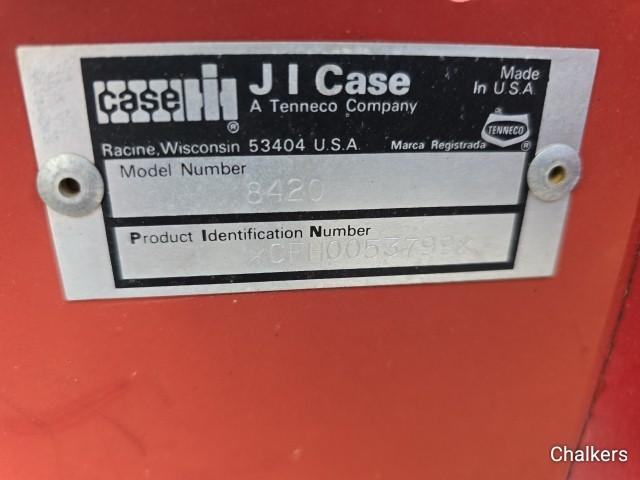 case IH ®
J I Case
A Tenneco Company
Made
In U.S.A.
TENNECO ®
Racine, Wisconsin 53404 U.S.A.
Marca Registrada
Model Number
8420
Product Identification Number
Chalkers